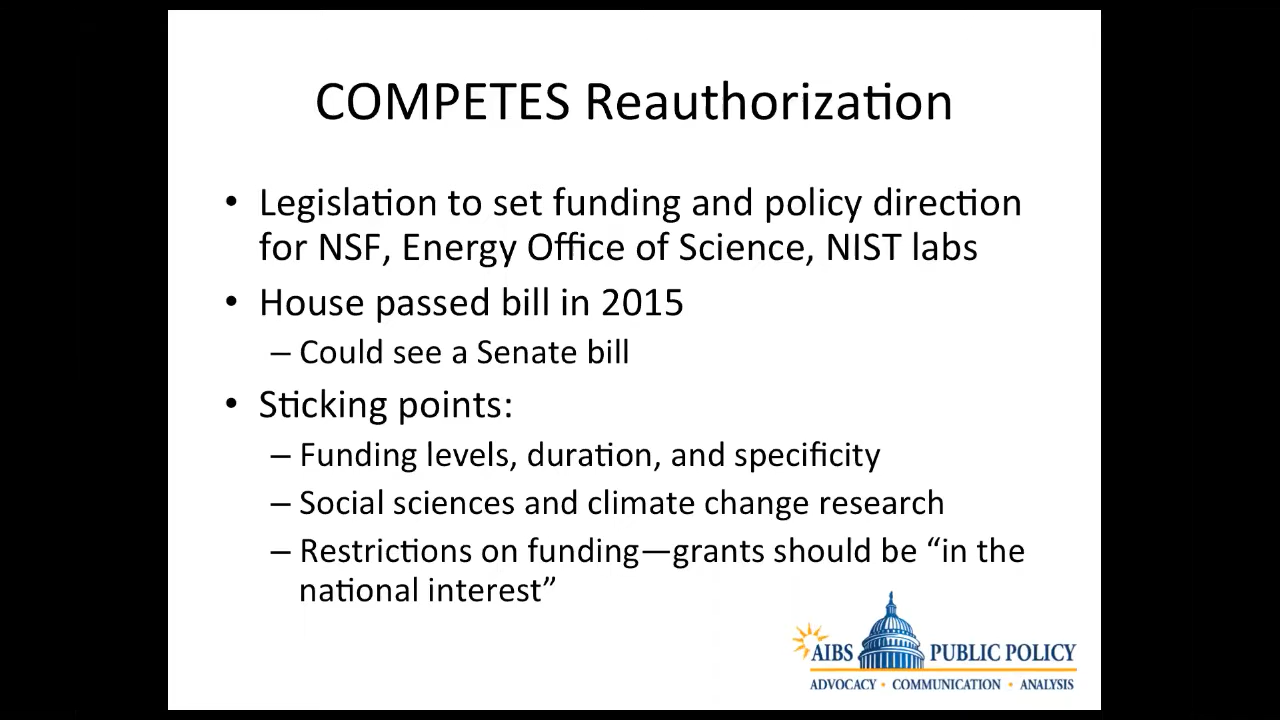 COMPETES Reauthorization
• Legislation to set funding and policy direction
for NSF, Energy Office of Science, NIST labs
• House passed bill in 2015
– Could see a Senate bill
• Sticking points:
– Funding levels, duration, and specificity
– Social sciences and climate change research
– Restrictions on funding—grants should be “in the
national interest”
AIBS PUBLIC POLICY
ADVOCACY • COMMUNICATION • ANALYSIS